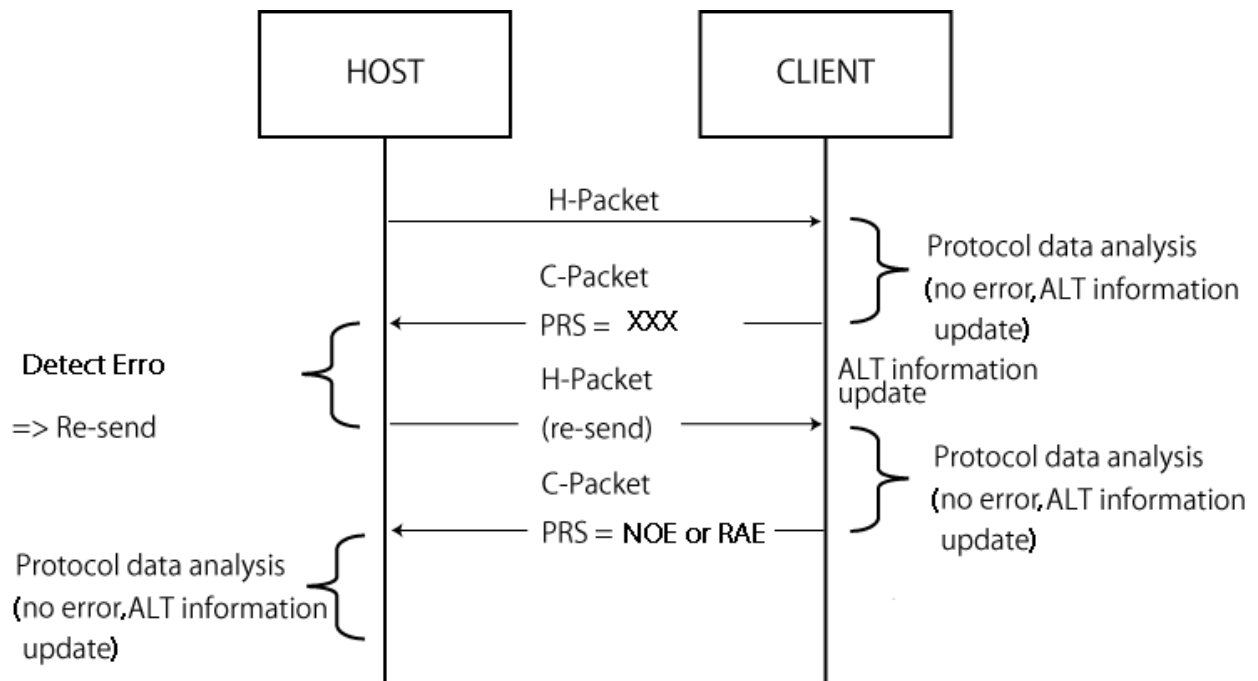 HOST
CLIENT
H-Packet
Protocol data analysis
(no error,ALT information
update)
C-Packet
PRS = XXX
Detect Erro
=> Re-send
H-Packet
(re-send)
ALT information
update
Protocol data analysis
(no error,ALT information
update)
C-Packet
PRS = NOE or RAE
Protocol data analysis
(no error,ALT information
update)